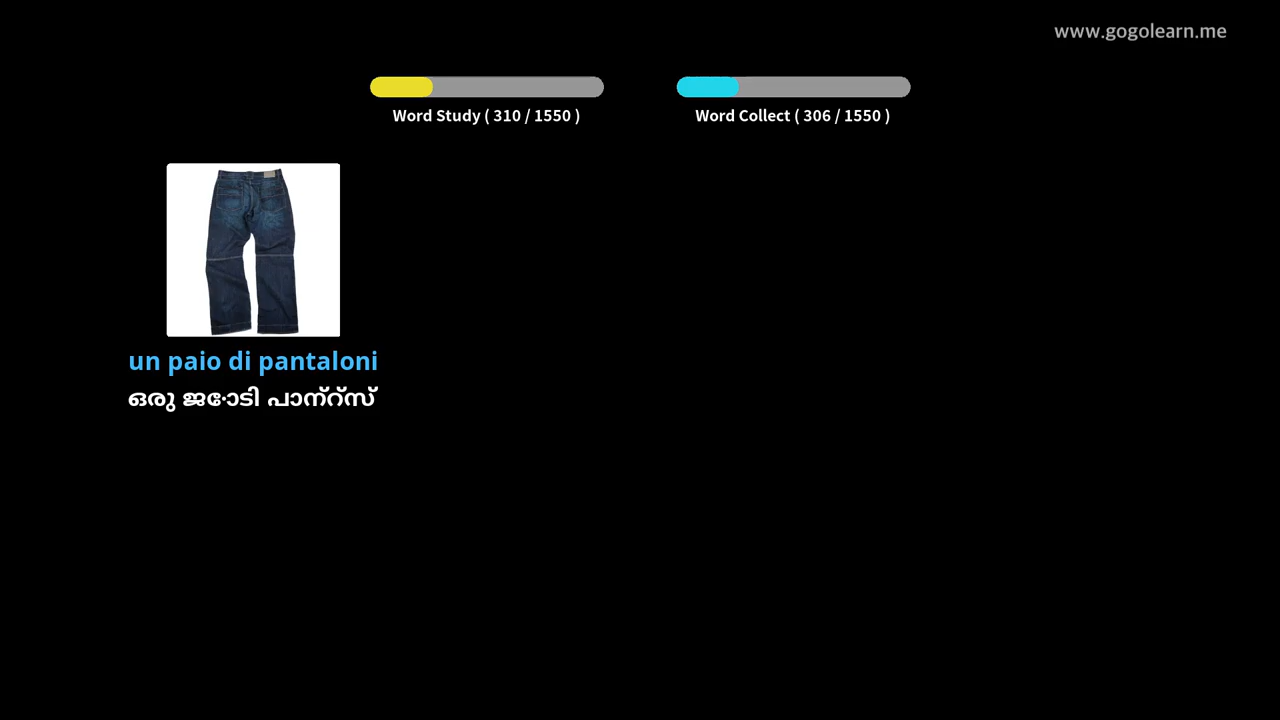 www.gogolearn.me
Word Study ( 310 / 1550 )
Word Collect ( 306 / 1550 )
un paio di pantaloni
ഒരു ജോടി പാന്റ്സ്